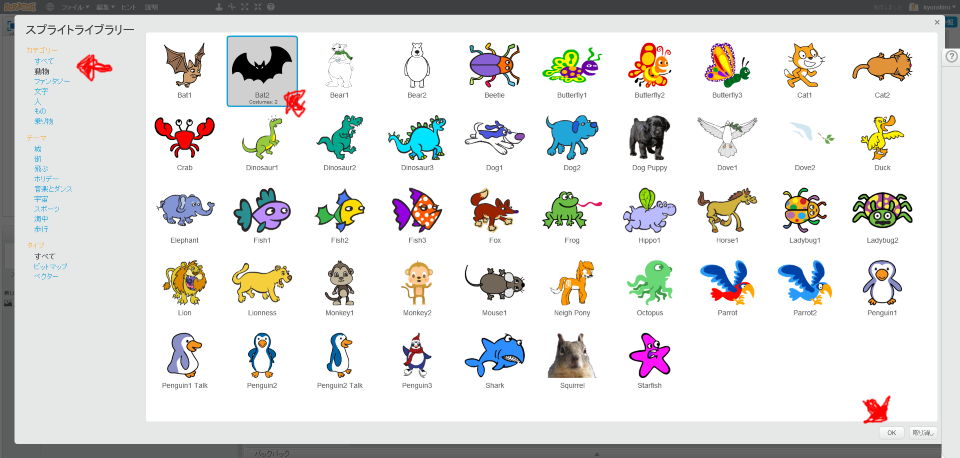 ファイル▼ 編集▼ ヒント 説明
スプライトライブラリー
×
カテゴリー
すべて
動物
ファンタジー
文字
人
もの
乗り物
テーマ
城
街
飛ぶ
ホリデー
音楽とダンス
宇宙
スポーツ
海中
歩行
タイプ
すべて
ビットマップ
ベクター
Bat1 Bat2 Bear1 Bear2 Beetle Butterfly1 Butterfly2 Butterfly3 Cat1 Cat2
Costumes: 2
Crab Dinosaur1 Dinosaur2 Dinosaur3 Dog1 Dog2 Dog Puppy Dove1 Dove2 Duck
Elephant Fish1 Fish2 Fish3 Fox Frog Hippo1 Horse1 Ladybug1 Ladybug2
Lion Lionness Monkey1 Monkey2 Mouse1 Neigh Pony Octopus Parrot Parrot2 Penguin1
Penguin1 Talk Penguin2 Penguin2 Talk Penguin3 Shark Squirrel Starfish
OK 取り消し
バックパック
?